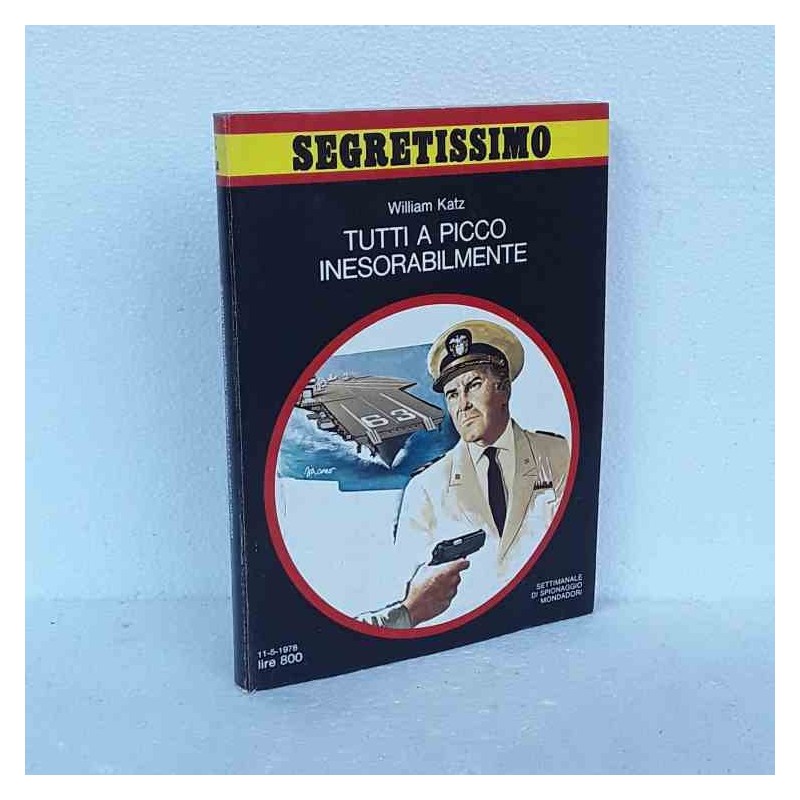 SEGRETISSIMO
William Katz
TUTTI A PICCO
INESORABILMENTE
63
SETTIMANALE
DI SPIONAGGIO
MONDADORI
11-5-1978
lire 800